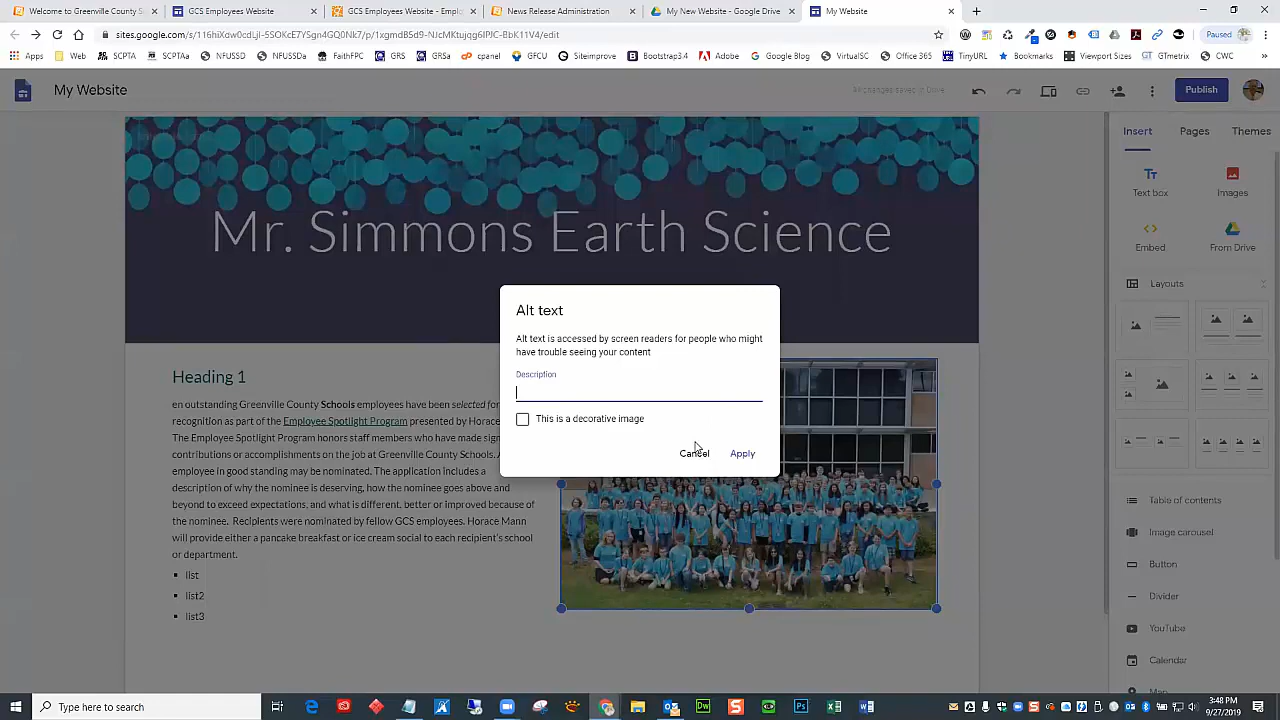 Welcome to Greenville County S
GCS Employees Website
GCS Employees Website - Emplo
News Release Administration
My New Website - Google Drive
My Website
Paused
Apps
Web
SCPTA
SCPTAa
NFUSSD
NFUSSDa
FaithFPC
GRS
GRSa
cpanel
GFCU
Siteimprove
Bootstrap3.4
Adobe
Google Blog
VirtualSC
Office 365
TinyURL
Bookmarks
Viewport Sizes
GTmetrix
CWC
My Website
All changes saved in Drive
Publish
Insert
Pages
Themes
Text box
Images
Embed
From Drive
Layouts
Table of contents
Image carousel
Button
Divider
YouTube
Calendar
Map
Mr. Simmons Earth Science
Alt text
Alt text is accessed by screen readers for people who might
have trouble seeing your content
Description
This is a decorative image
Cancel
Apply
Heading 1
en outstanding Greenville County Schools employees have been selected for
recognition as part of the Employee Spotlight Program presented by Horace
The Employee Spotlight Program honors staff members who have made sign
contributions or accomplishments on the job at Greenville County Schools. A
employee in good standing may be nominated. The application includes a
description of why the nominee is deserving, how the nominee goes above and
beyond to exceed expectations, and what is different, better or improved because of
the nominee. Recipients were nominated by fellow GCS employees. Horace Mann
will provide either a pancake breakfast or ice cream social to each recipient's school
or department.
list
list2
list3
Type here to search
3:48 PM
9/27/2019